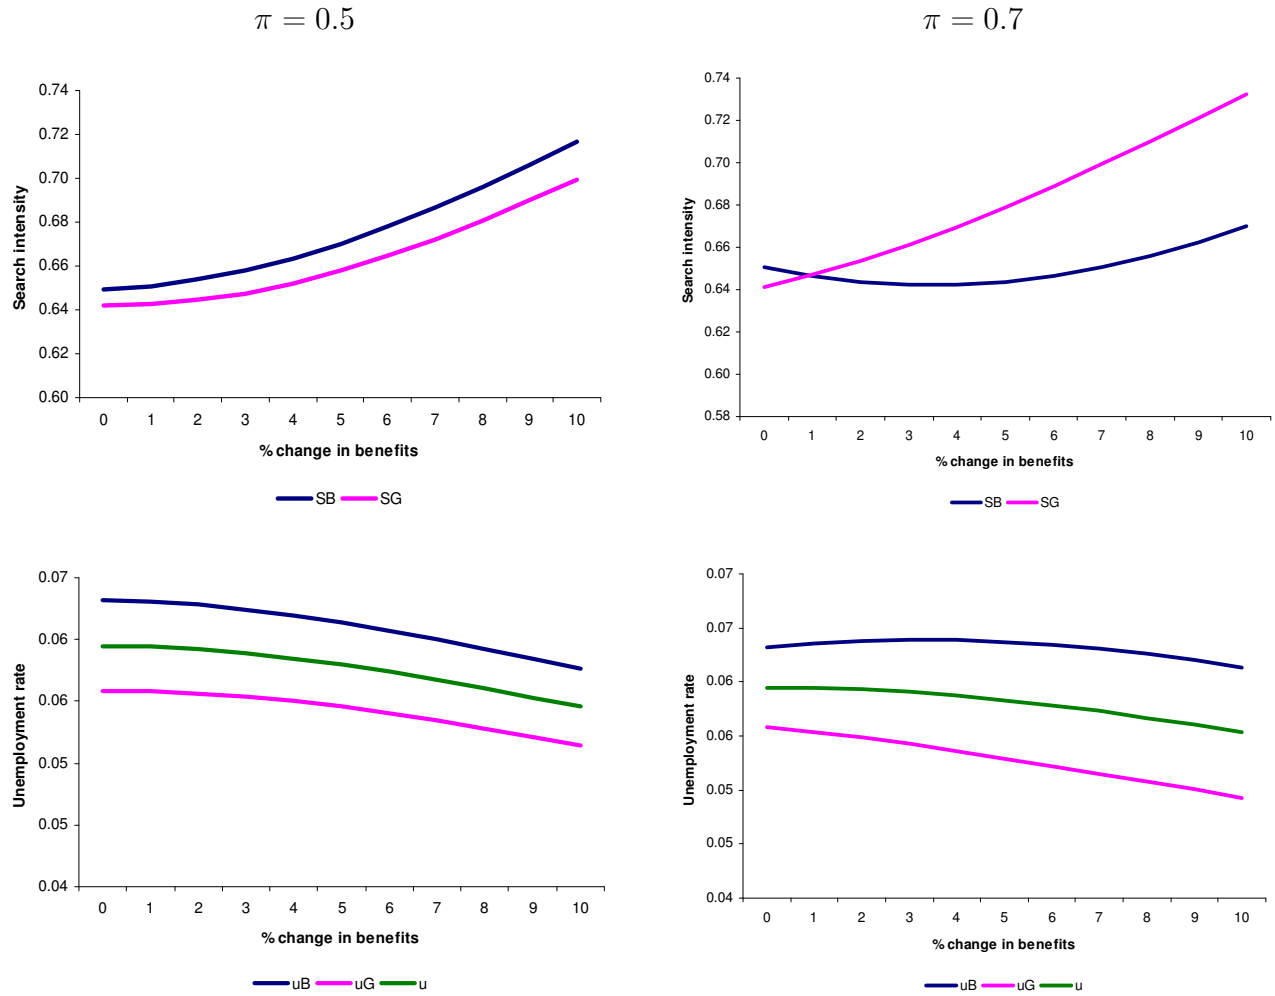 π = 0.5
π = 0.7
0.74
0.72
0.70
0.68
0.66
0.64
0.62
0.60
Search intensity
0 1 2 3 4 5 6 7 8 9 10
% change in benefits
SB SG
0.74
0.72
0.70
0.68
0.66
0.64
0.62
0.60
0.58
Search intensity
0 1 2 3 4 5 6 7 8 9 10
% change in benefits
SB SG
0.07
0.06
0.06
0.05
0.05
0.04
Unemployment rate
0 1 2 3 4 5 6 7 8 9 10
% change in benefits
uB uG u
0.07
0.07
0.06
0.06
0.05
0.05
0.04
Unemployment rate
0 1 2 3 4 5 6 7 8 9 10
% change in benefits
uB uG u